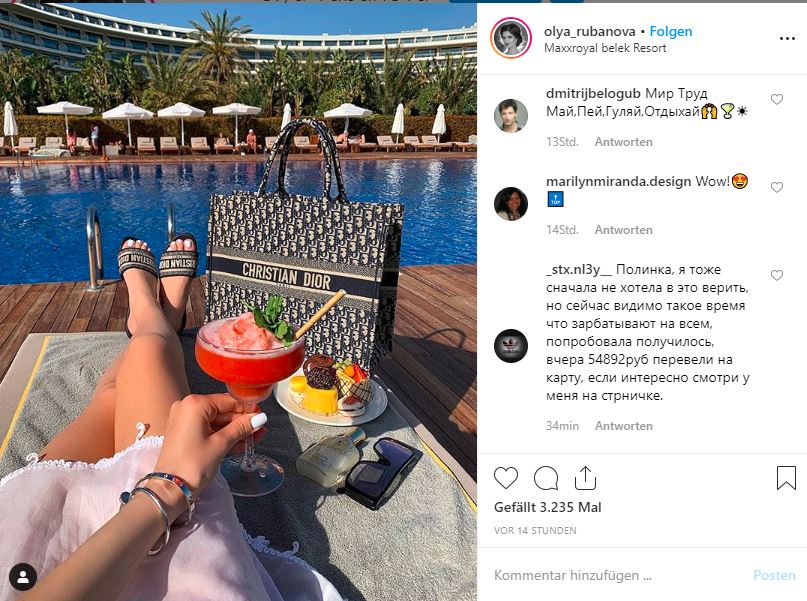 olya_rubanova • Folgen
Maxxroyal belek Resort
dmitrijbelogub Мир Труд
Май,Пей,Гуляй,Отдыхай
13Std. Antworten
marilynmiranda.design Wow!
TOP
14Std. Antworten
_stx.nl3y__ Полинка, я тоже
сначала не хотела в это верить,
но сейчас видимо такое время
что зарбатывают на всем,
попробовала получилось,
вчера 54892руб перевели на
карту, если интересно смотри у
меня на стрничке.
34min Antworten
Gefällt 3.235 Mal
VOR 14 STUNDEN
Kommentar hinzufügen ... Posten
CHRISTIAN DIOR